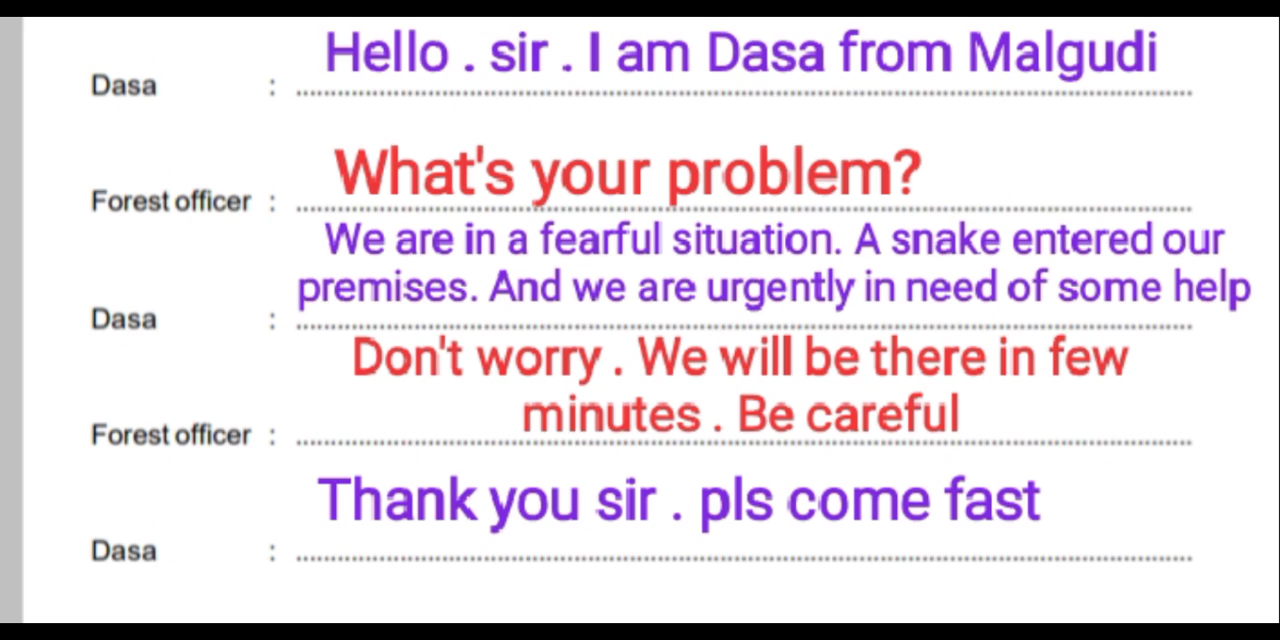 Hello . sir . I am Dasa from Malgudi
Dasa : ............................................................
What's your problem?
Forest officer : ............................................................
We are in a fearful situation. A snake entered our
premises. And we are urgently in need of some help
Dasa : ............................................................
Don't worry . We will be there in few
minutes . Be careful
Forest officer : ............................................................
Thank you sir . pls come fast
Dasa : ............................................................